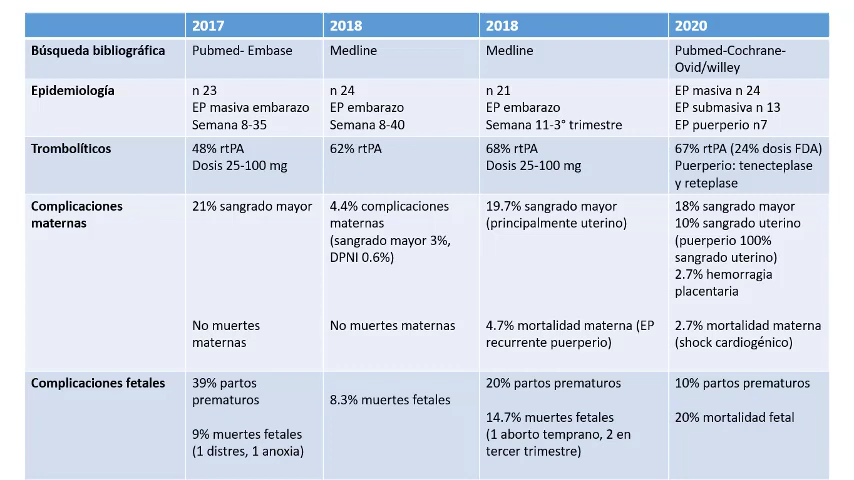 2017 2018 2018 2020
Búsqueda bibliográfica
Pubmed- Embase
Medline
Medline
Pubmed-Cochrane-
Ovid/willey
Epidemiología
n 23
EP masiva embarazo
Semana 8-35
n 24
EP embarazo
Semana 8-40
n 21
EP embarazo
Semana 11-3° trimestre
EP masiva n 24
EP submasiva n 13
EP puerperio n7
Trombolíticos
48% rtPA
Dosis 25-100 mg
62% rtPA
68% rtPA
Dosis 25-100 mg
67% rtPA (24% dosis FDA)
Puerperio: tenecteplase
y reteplase
Complicaciones
maternas
21% sangrado mayor
No muertes
maternas
4.4% complicaciones
maternas
(sangrado mayor 3%,
DPNI 0.6%)
No muertes maternas
19.7% sangrado mayor
(principalmente uterino)
4.7% mortalidad materna (EP
recurrente puerperio)
18% sangrado mayor
10% sangrado uterino
(puerperio 100%
sangrado uterino)
2.7% hemorragia
placentaria
2.7% mortalidad materna
(shock cardiogénico)
Complicaciones fetales
39% partos
prematuros
9% muertes fetales
(1 distres, 1 anoxia)
8.3% muertes fetales
20% partos prematuros
14.7% muertes fetales
(1 aborto temprano, 2 en
tercer trimestre)
10% partos prematuros
20% mortalidad fetal